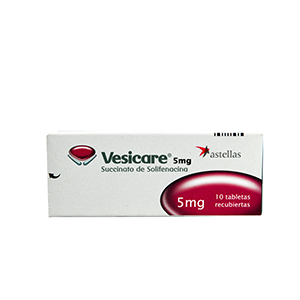 Vesicare® 5mg
Succinato de Solifenacina
astellas
5mg
10 tabletas
recubiertas